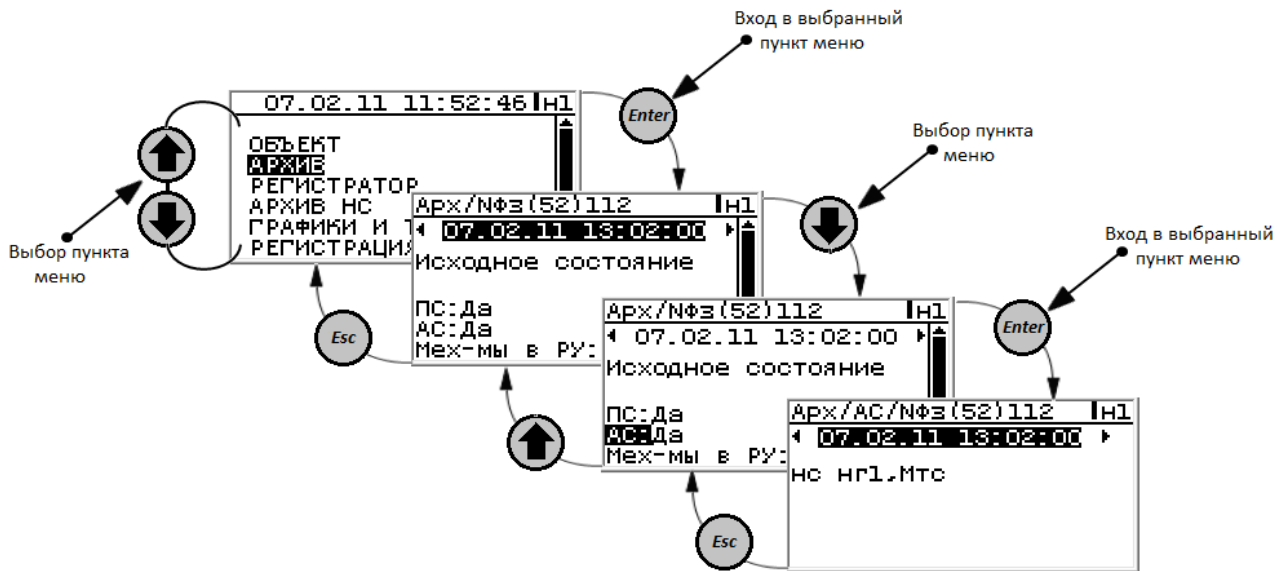 Вход в выбранный
пункт меню
07.02.11 11:52:46 Н1
ОБЪЕКТ
АРХИВ
РЕГИСТРАТОР
АРХИВ НС
ГРАФИКИ И Т
РЕГИСТРАЦИЯ
Enter
Выбор пункта
меню
Выбор пункта
меню
Арх/NФз(52)112 Н1
07.02.11 13:02:00
Исходное состояние
ПС:Да
АС:Да
Мех-мы в РУ:
Esc
Вход в выбранный
пункт меню
Арх/NФз(52)112 Н1
07.02.11 13:02:00
Исходное состояние
ПС:Да
АС:Да
Мех-мы в РУ:
Enter
Арх/АС/NФз(52)112 Н1
07.02.11 13:02:00
нс нг1,Мтс
Esc